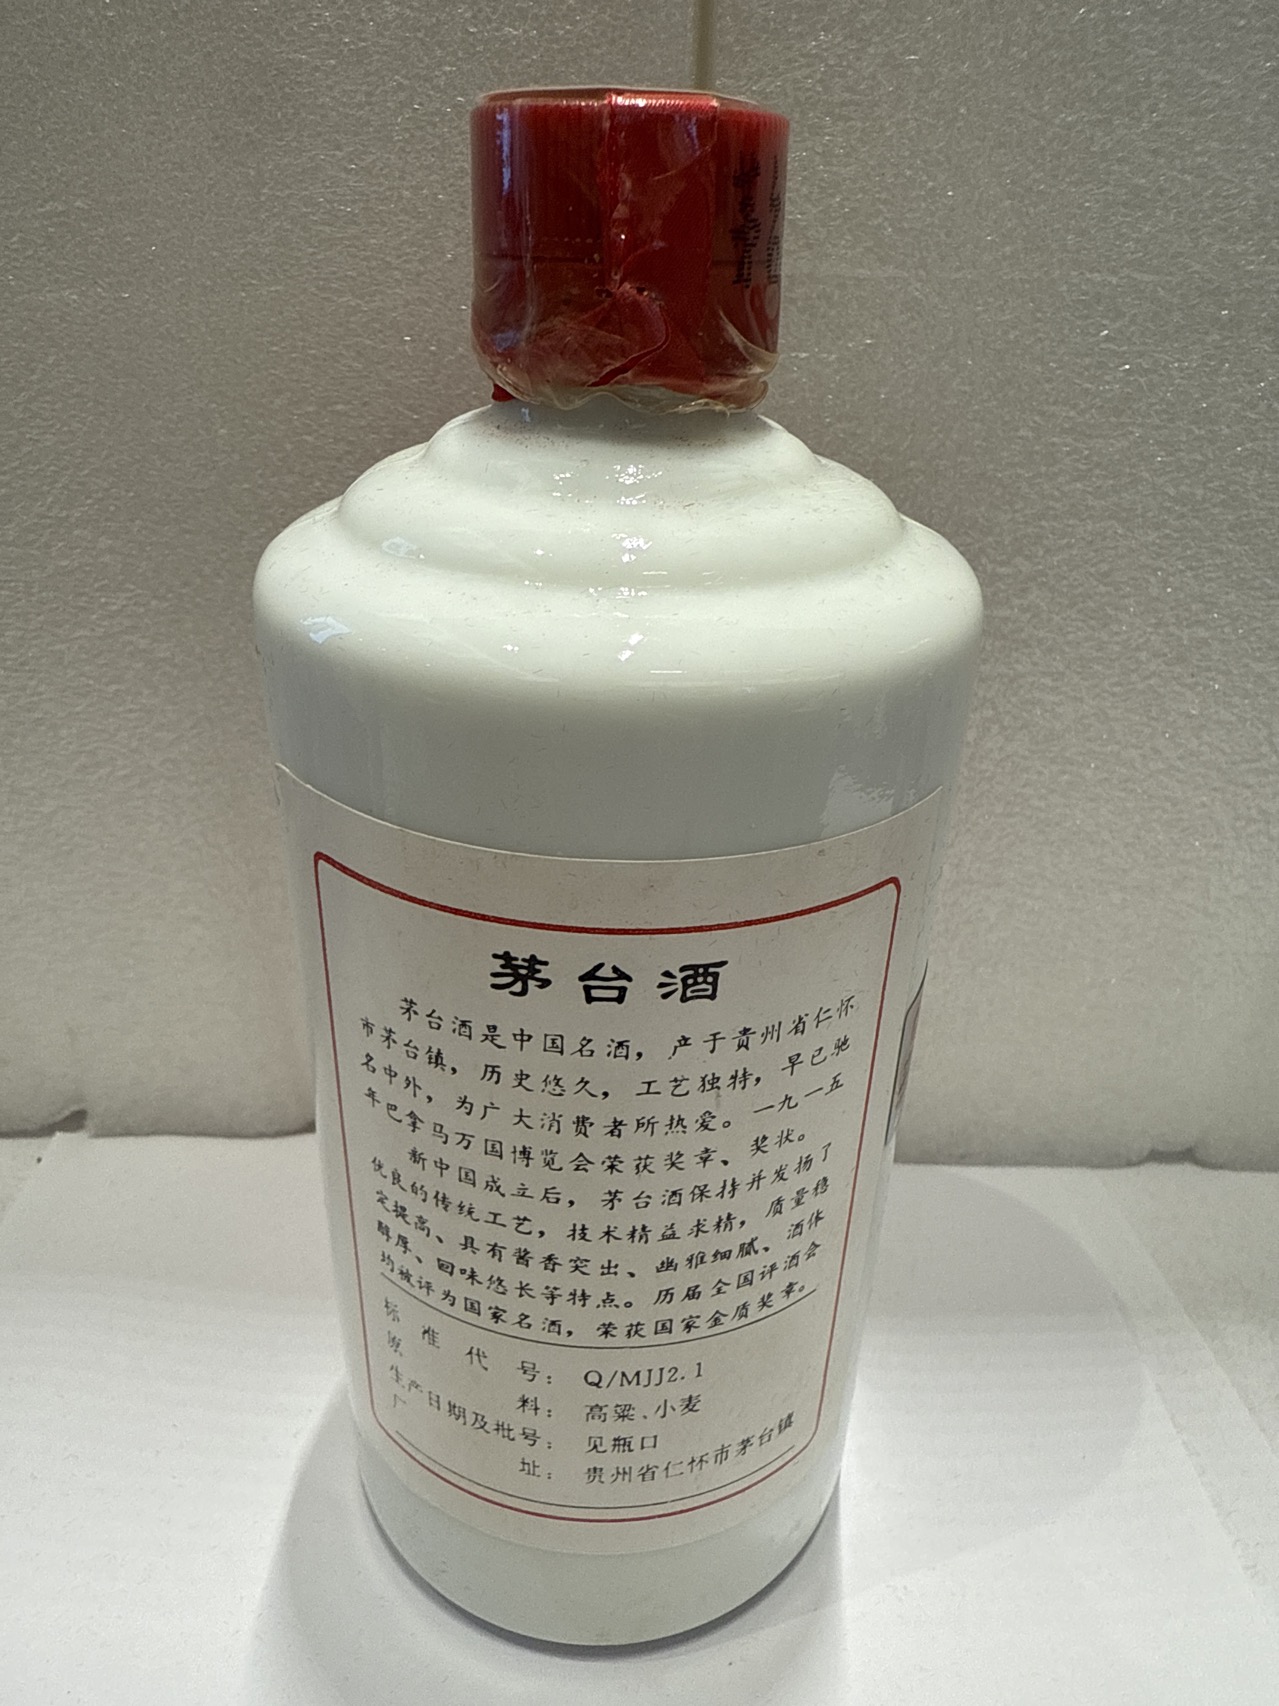 茅台酒
茅台酒是中国名酒，产于贵州省仁怀
市茅台镇，历史悠久，工艺独特，早已驰
名中外，为广大消费者所热爱。一九一五
年巴拿马万国博览会荣获奖章、奖状。
新中国成立后，茅台酒保持并发扬了
优良的传统工艺，技术精益求精，质量稳
定提高、具有酱香突出、幽雅细腻、酒体
醇厚、回味悠长等特点。历届全国评酒会
均被评为国家名酒，荣获国家金质奖章。
标准代号：Q/MJJ2.1
原料：高粱、小麦
生产日期及批号：见瓶口
厂址：贵州省仁怀市茅台镇